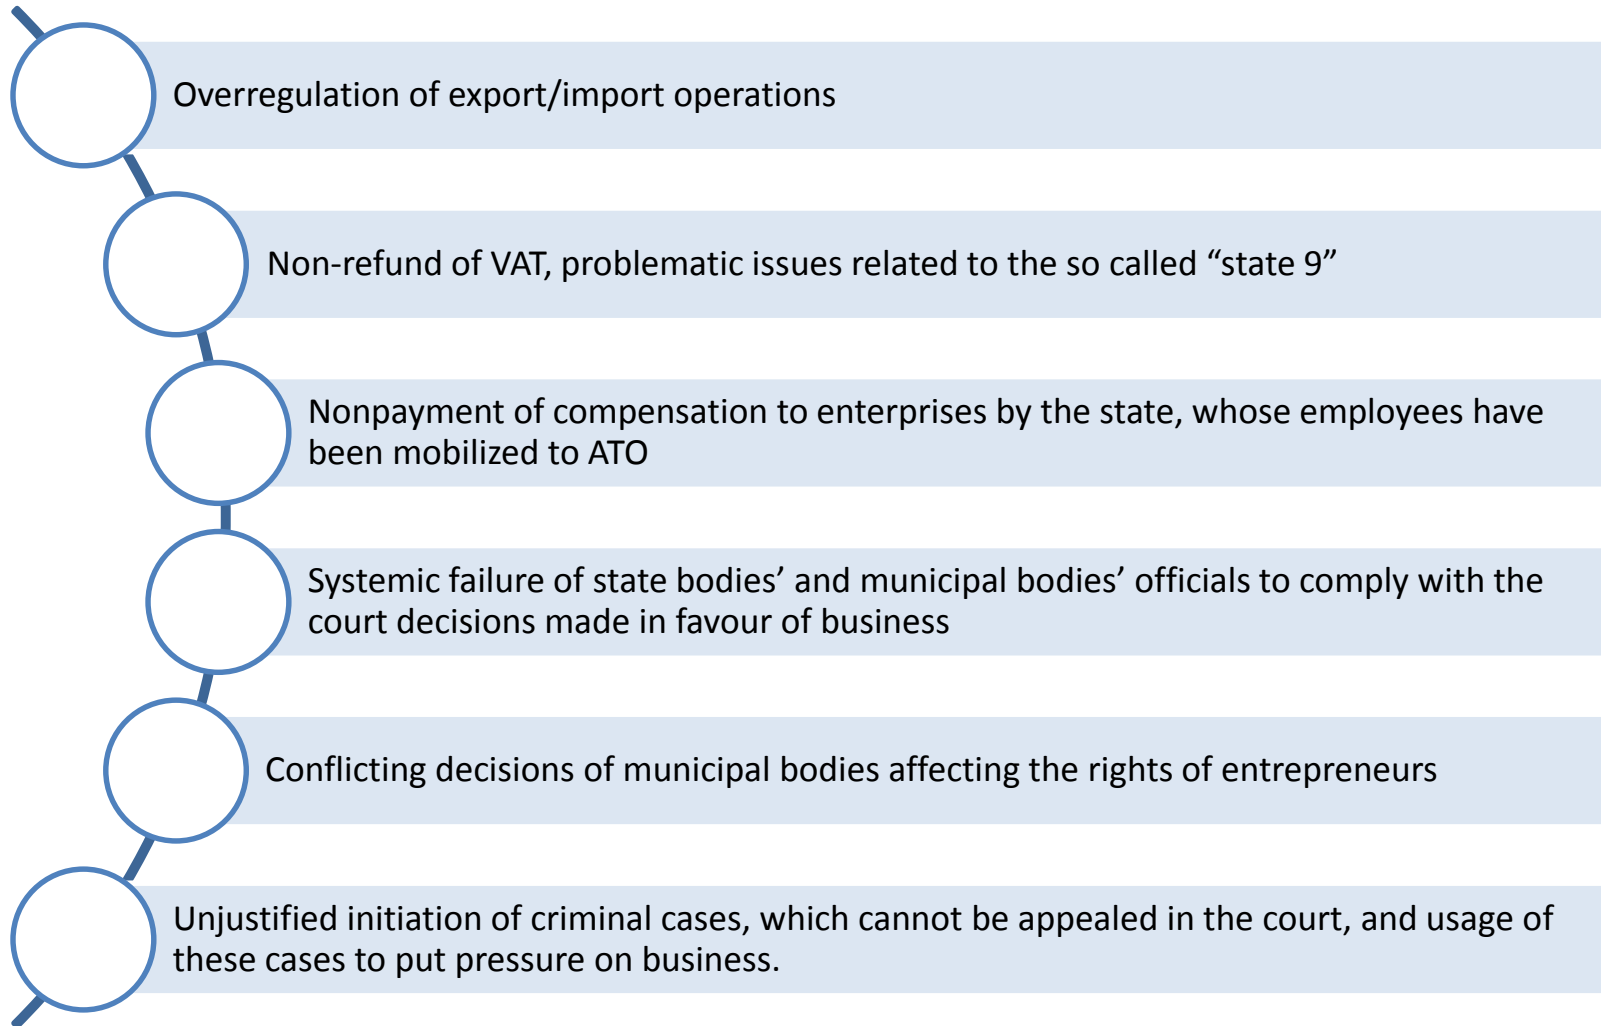 Overregulation of export/import operations
Non-refund of VAT, problematic issues related to the so called “state 9”
Nonpayment of compensation to enterprises by the state, whose employees have
been mobilized to ATO
Systemic failure of state bodies’ and municipal bodies’ officials to comply with the
court decisions made in favour of business
Conflicting decisions of municipal bodies affecting the rights of entrepreneurs
Unjustified initiation of criminal cases, which cannot be appealed in the court, and usage of
these cases to put pressure on business.